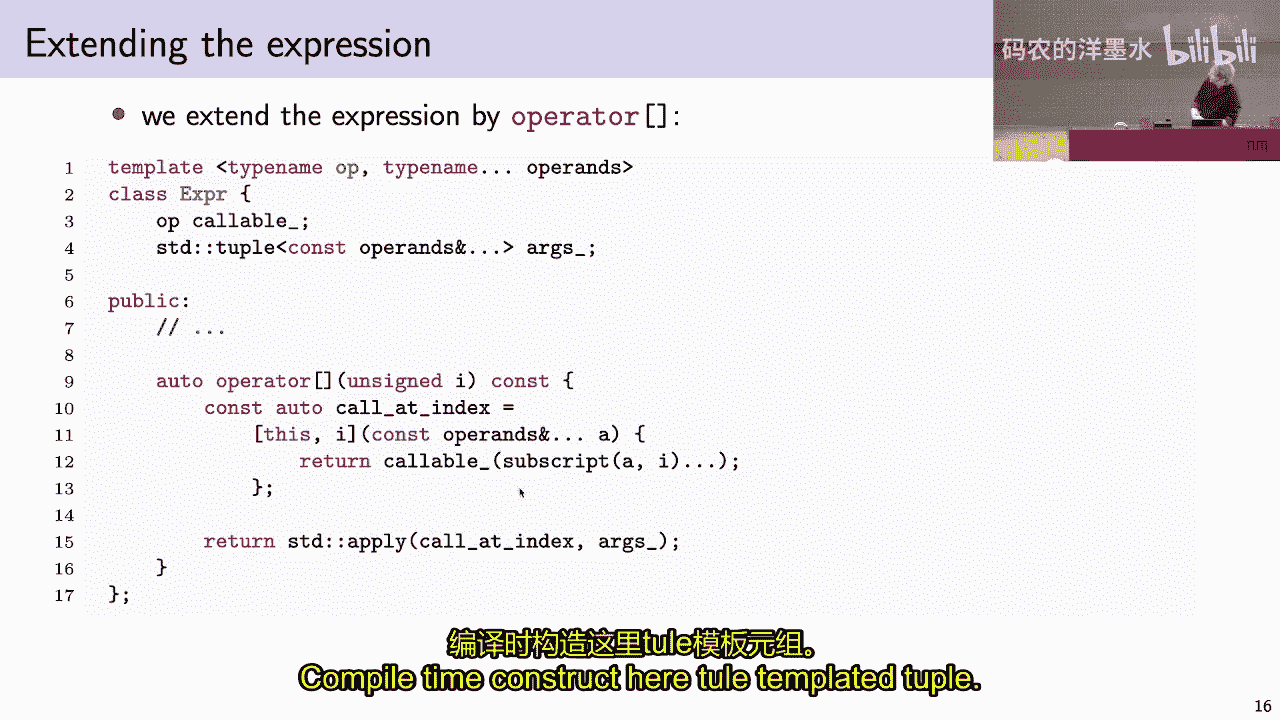 Extending the expression
码农的洋墨水 bilibili
nm
• we extend the expression by operator[]:
1 template <typename op, typename... operands>
2 class Expr {
3 op callable_;
4 std::tuple<const operands&...> args_;
5
6 public:
7 // ...
8
9 auto operator[](unsigned i) const {
10 const auto call_at_index =
11 [this, i](const operands&... a) {
12 return callable_(subscript(a, i)...);
13 };
14
15 return std::apply(call_at_index, args_);
16 }
17 };
编译时构造这里tule模板元组。
Compile time construct here tule templated tuple.
16